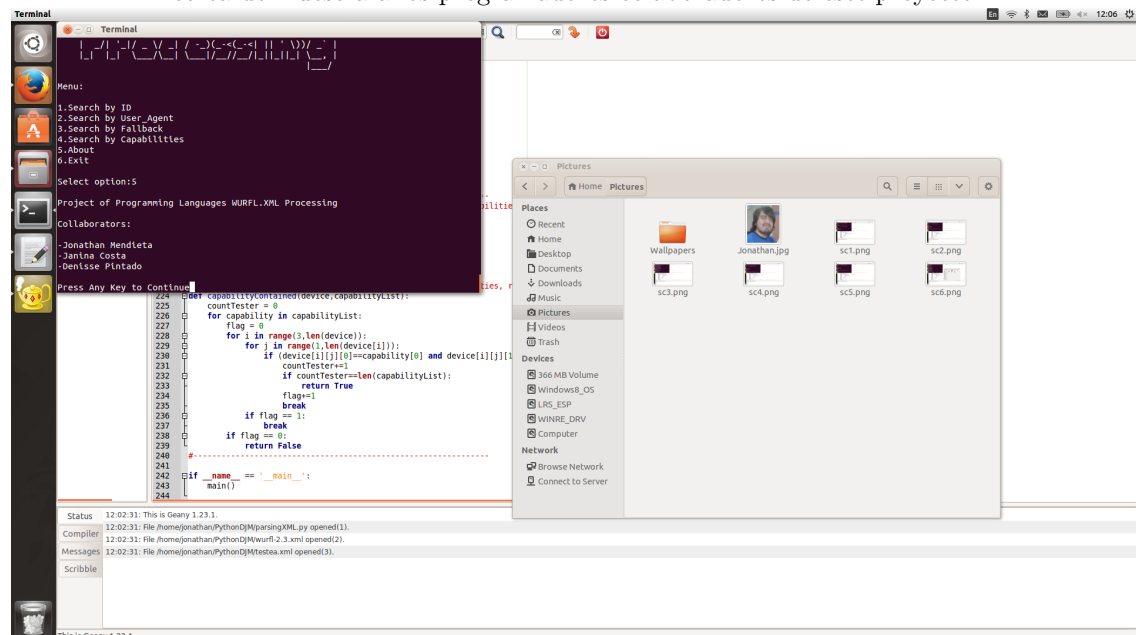 Terminal
En
12:06
Terminal
Menu:
1.Search by ID
2.Search by User_Agent
3.Search by Fallback
4.Search by Capabilities
5.About
6.Exit
Select option:5
Project of Programming Languages WURFL.XML Processing
Collaborators:
-Jonathan Mendieta
-Janina Costa
-Denisse Pintado
Press Any Key to Continue
224 def capabilityContained(device,capabilityList):
225 countTester = 0
226 for capability in capabilityList:
227 flag = 0
228 for i in range(3,len(device)):
229 for j in range(1,len(device[i])):
230 if (device[i][j][0]==capability[0] and device[i][j][1
231 countTester+=1
232 if countTester==len(capabilityList):
233 return True
234 flag+=1
235 break
236 if flag == 1:
237 break
238 if flag == 0:
239 return False
240 #------------------------------------------------------------
241
242 if __name__ == '__main__':
243 main()
244
Pictures
Home Pictures
Places
Recent
Home
Desktop
Documents
Downloads
Music
Pictures
Videos
Trash
Devices
366 MB Volume
Windows8_OS
LRS_ESP
WINRE_DRV
Computer
Network
Browse Network
Connect to Server
Wallpapers
Jonathan.jpg
sc1.png
sc2.png
sc3.png
sc4.png
sc5.png
sc6.png
Status
Compiler
Messages
Scribble
12:02:31: This is Geany 1.23.1.
12:02:31: File /home/jonathan/PythonDJM/parsingXML.py opened(1).
12:02:31: File /home/jonathan/PythonDJM/wurfl-2.3.xml opened(2).
12:02:31: File /home/jonathan/PythonDJM/testea.xml opened(3).